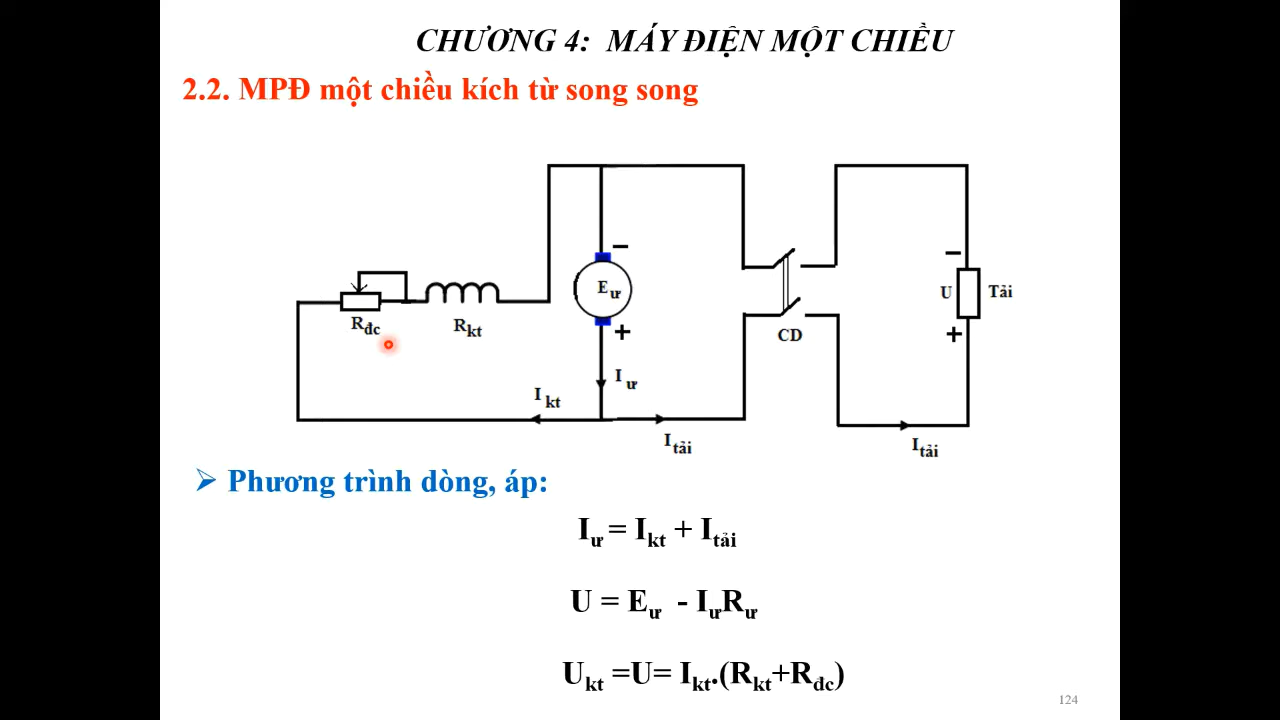 CHƯƠNG 4: MÁY ĐIỆN MỘT CHIỀU
2.2. MPĐ một chiều kích từ song song
−
Eư
+
Rđc
Rkt
Iư
Ikt
Itải
CD
−
U
Tải
+
Itải
➢ Phương trình dòng, áp:
Iư = Ikt + Itải
U = Eư - IưRư
Ukt =U= Ikt.(Rkt+Rđc)
124